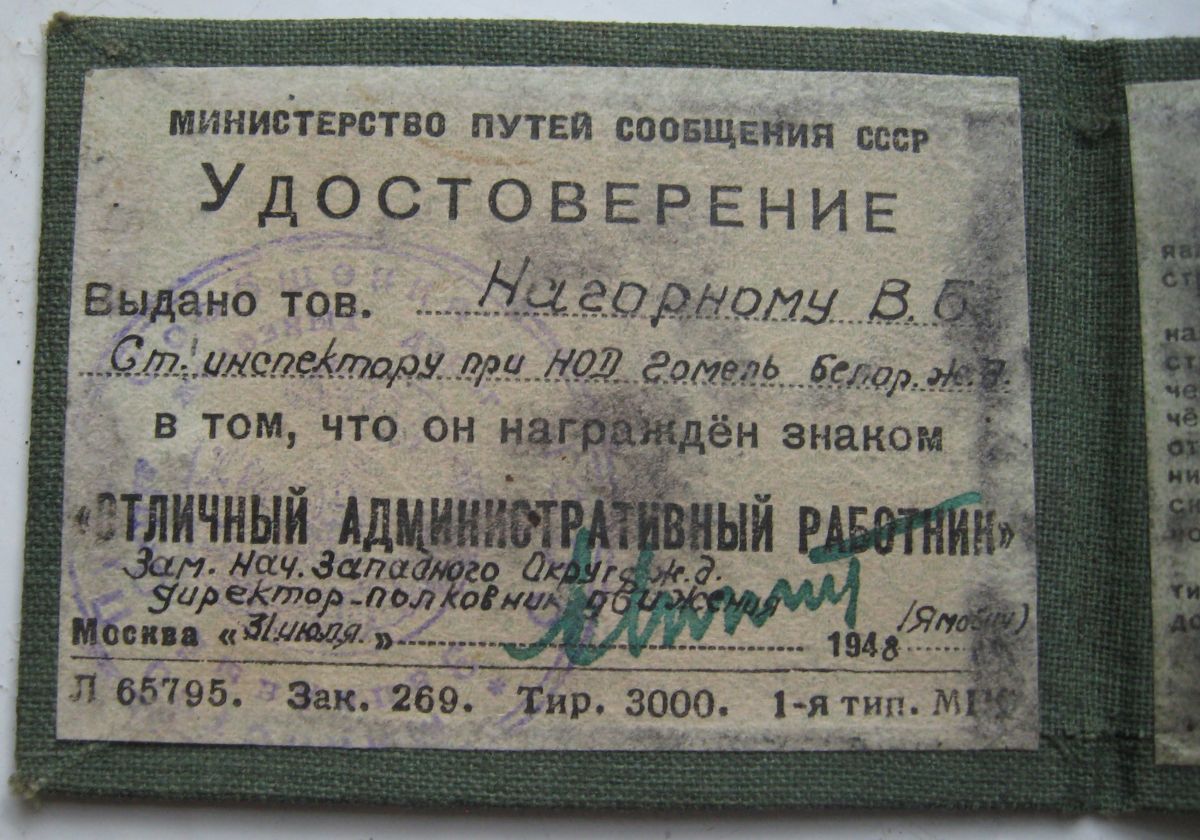 МИНИСТЕРСТВО ПУТЕЙ СООБЩЕНИЯ СССР
УДОСТОВЕРЕНИЕ
Выдано тов. Нагорному В.Б.
Ст. инспектору при НОД Гомель Белор. ж.д.
в том, что он награждён знаком
«ОТЛИЧНЫЙ АДМИНИСТРАТИВНЫЙ РАБОТНИК»
Зам. нач. Западного Округа ж.д.
директор-полковник движения
Москва «31 июля» 1948
Л 65795. Зак. 269. Тир. 3000. 1-я тип. МПС